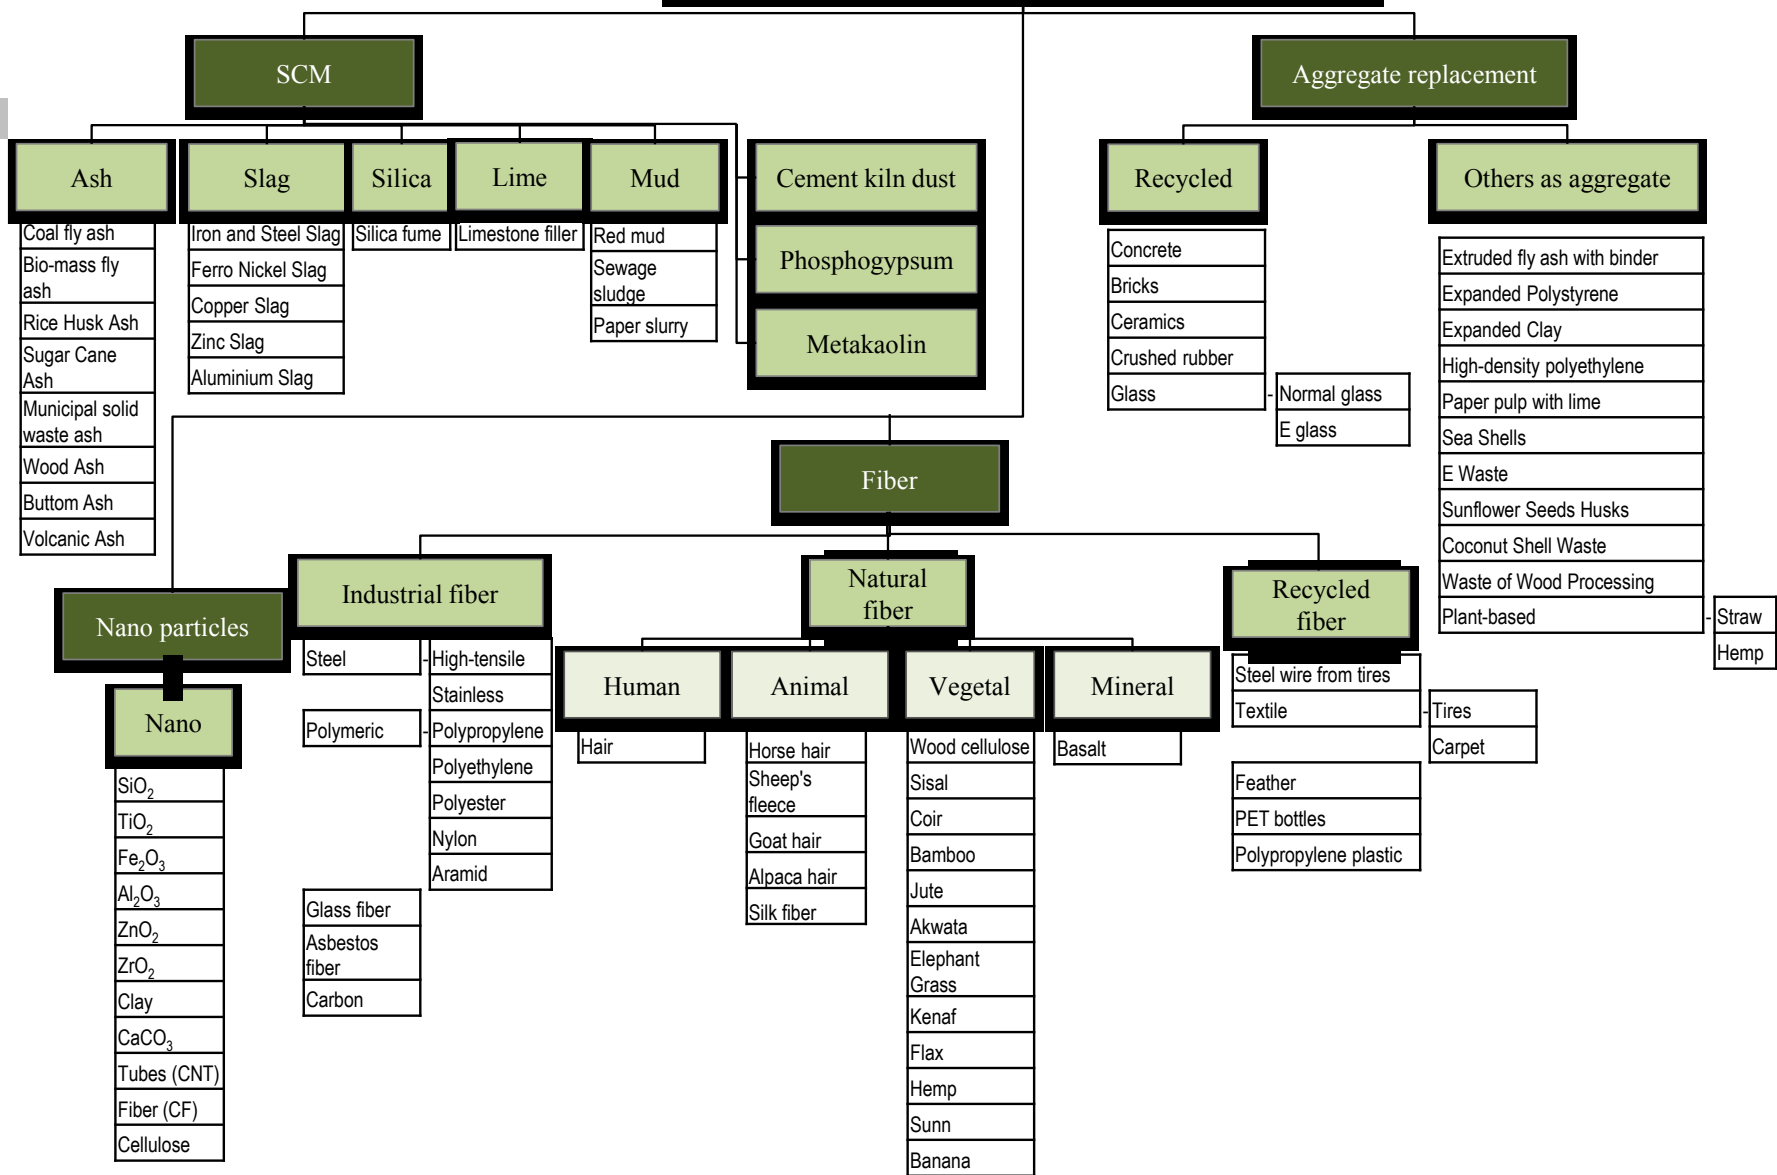 SCM
Aggregate replacement
Ash
Slag
Silica
Lime
Mud
Cement kiln dust
Phosphogypsum
Metakaolin
Recycled
Others as aggregate
Coal fly ash
Bio-mass fly
ash
Rice Husk Ash
Sugar Cane
Ash
Municipal solid
waste ash
Wood Ash
Buttom Ash
Volcanic Ash
Iron and Steel Slag
Ferro Nickel Slag
Copper Slag
Zinc Slag
Aluminium Slag
Silica fume
Limestone filler
Red mud
Sewage
sludge
Paper slurry
Concrete
Bricks
Ceramics
Crushed rubber
Glass
- Normal glass
E glass
Extruded fly ash with binder
Expanded Polystyrene
Expanded Clay
High-density polyethylene
Paper pulp with lime
Sea Shells
E Waste
Sunflower Seeds Husks
Coconut Shell Waste
Waste of Wood Processing
Plant-based
- Straw
Hemp
Fiber
Nano particles
Nano
SiO₂
TiO₂
Fe₂O₃
Al₂O₃
ZnO₂
ZrO₂
Clay
CaCO₃
Tubes (CNT)
Fiber (CF)
Cellulose
Industrial fiber
Steel
- High-tensile
Stainless
Polymeric
- Polypropylene
Polyethylene
Polyester
Nylon
Aramid
Glass fiber
Asbestos
fiber
Carbon
Natural
fiber
Human
Hair
Animal
Horse hair
Sheep's
fleece
Goat hair
Alpaca hair
Silk fiber
Vegetal
Wood cellulose
Sisal
Coir
Bamboo
Jute
Akwata
Elephant
Grass
Kenaf
Flax
Hemp
Sunn
Banana
Mineral
Basalt
Recycled
fiber
Steel wire from tires
Textile
- Tires
Carpet
Feather
PET bottles
Polypropylene plastic